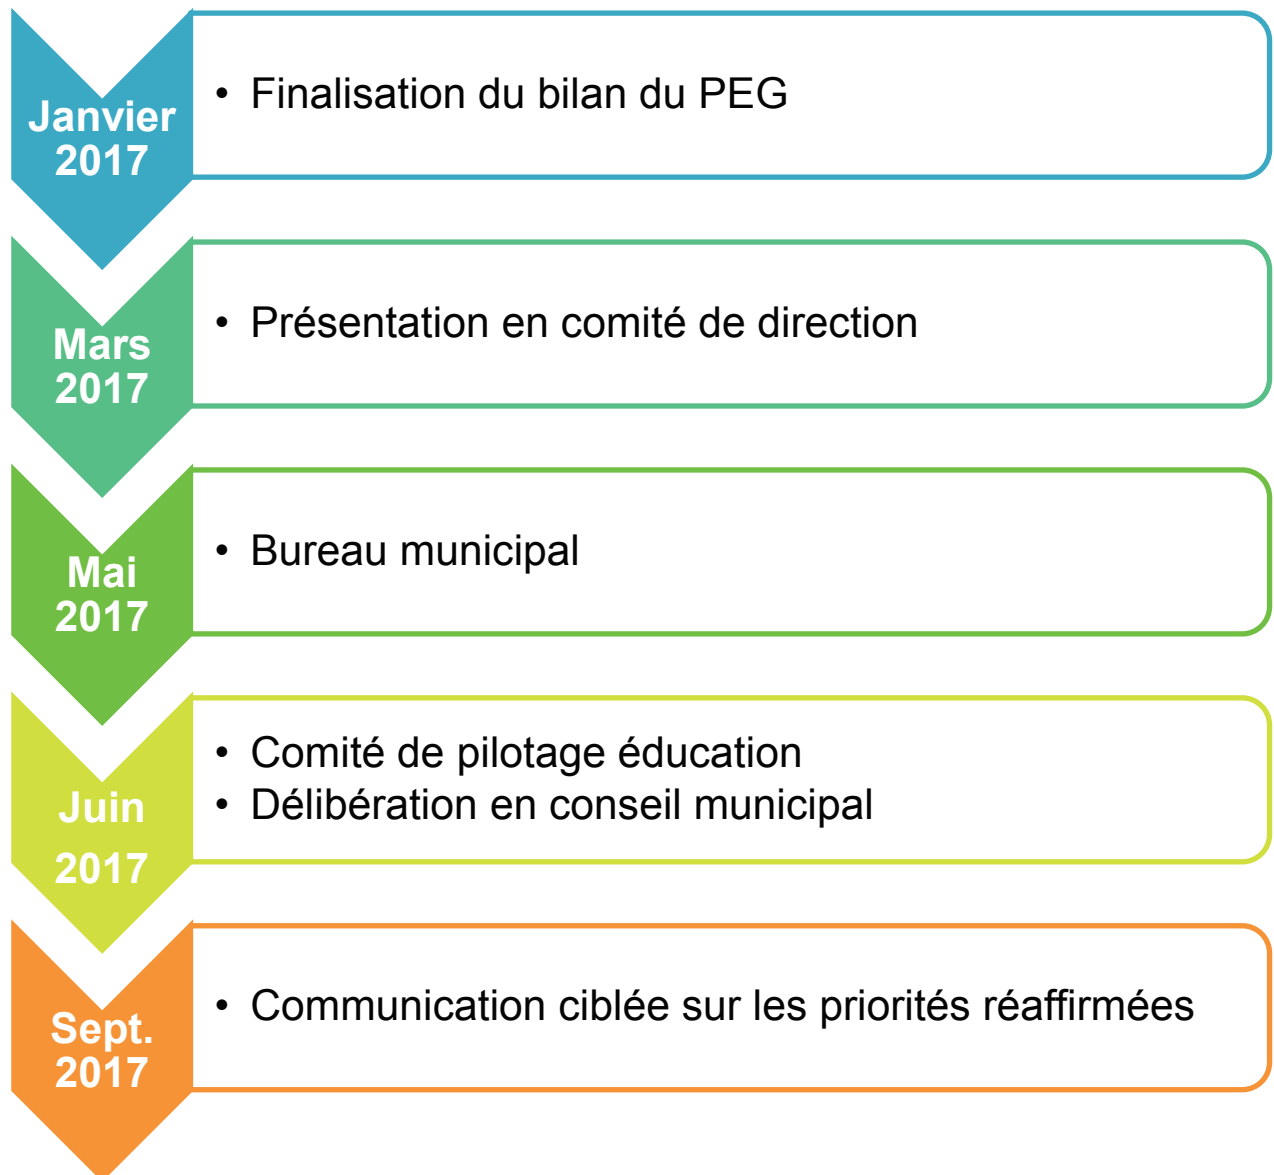 Janvier
2017
• Finalisation du bilan du PEG
Mars
2017
• Présentation en comité de direction
Mai
2017
• Bureau municipal
Juin
2017
• Comité de pilotage éducation
• Délibération en conseil municipal
Sept.
2017
• Communication ciblée sur les priorités réaffirmées